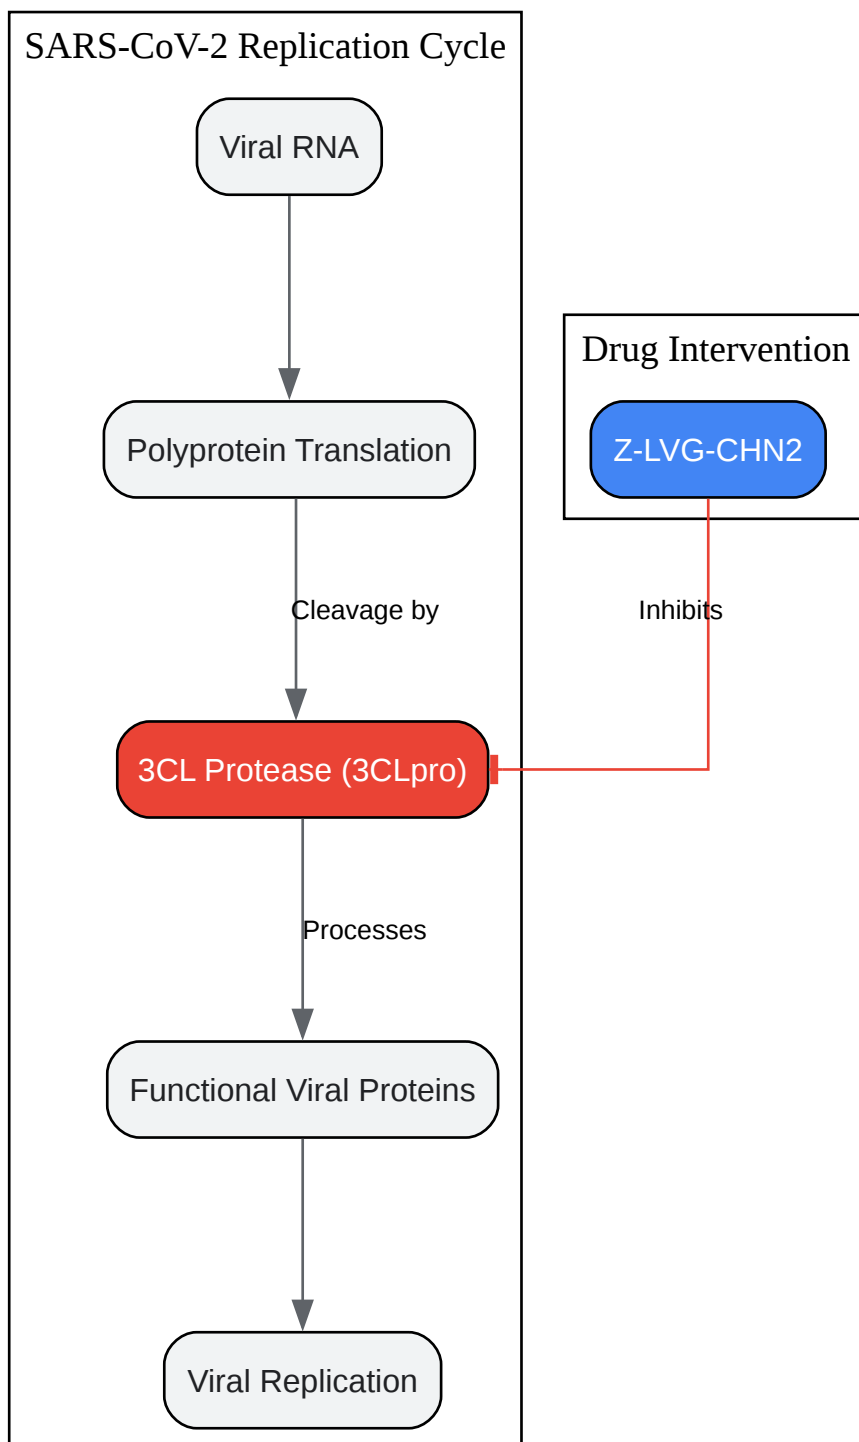 SARS-CoV-2 Replication Cycle
Viral RNA
Drug Intervention
Polyprotein Translation
Z-LVG-CHN2
Cleavage by
Inhibits
3CL Protease (3CLpro)
Processes
Functional Viral Proteins
Viral Replication